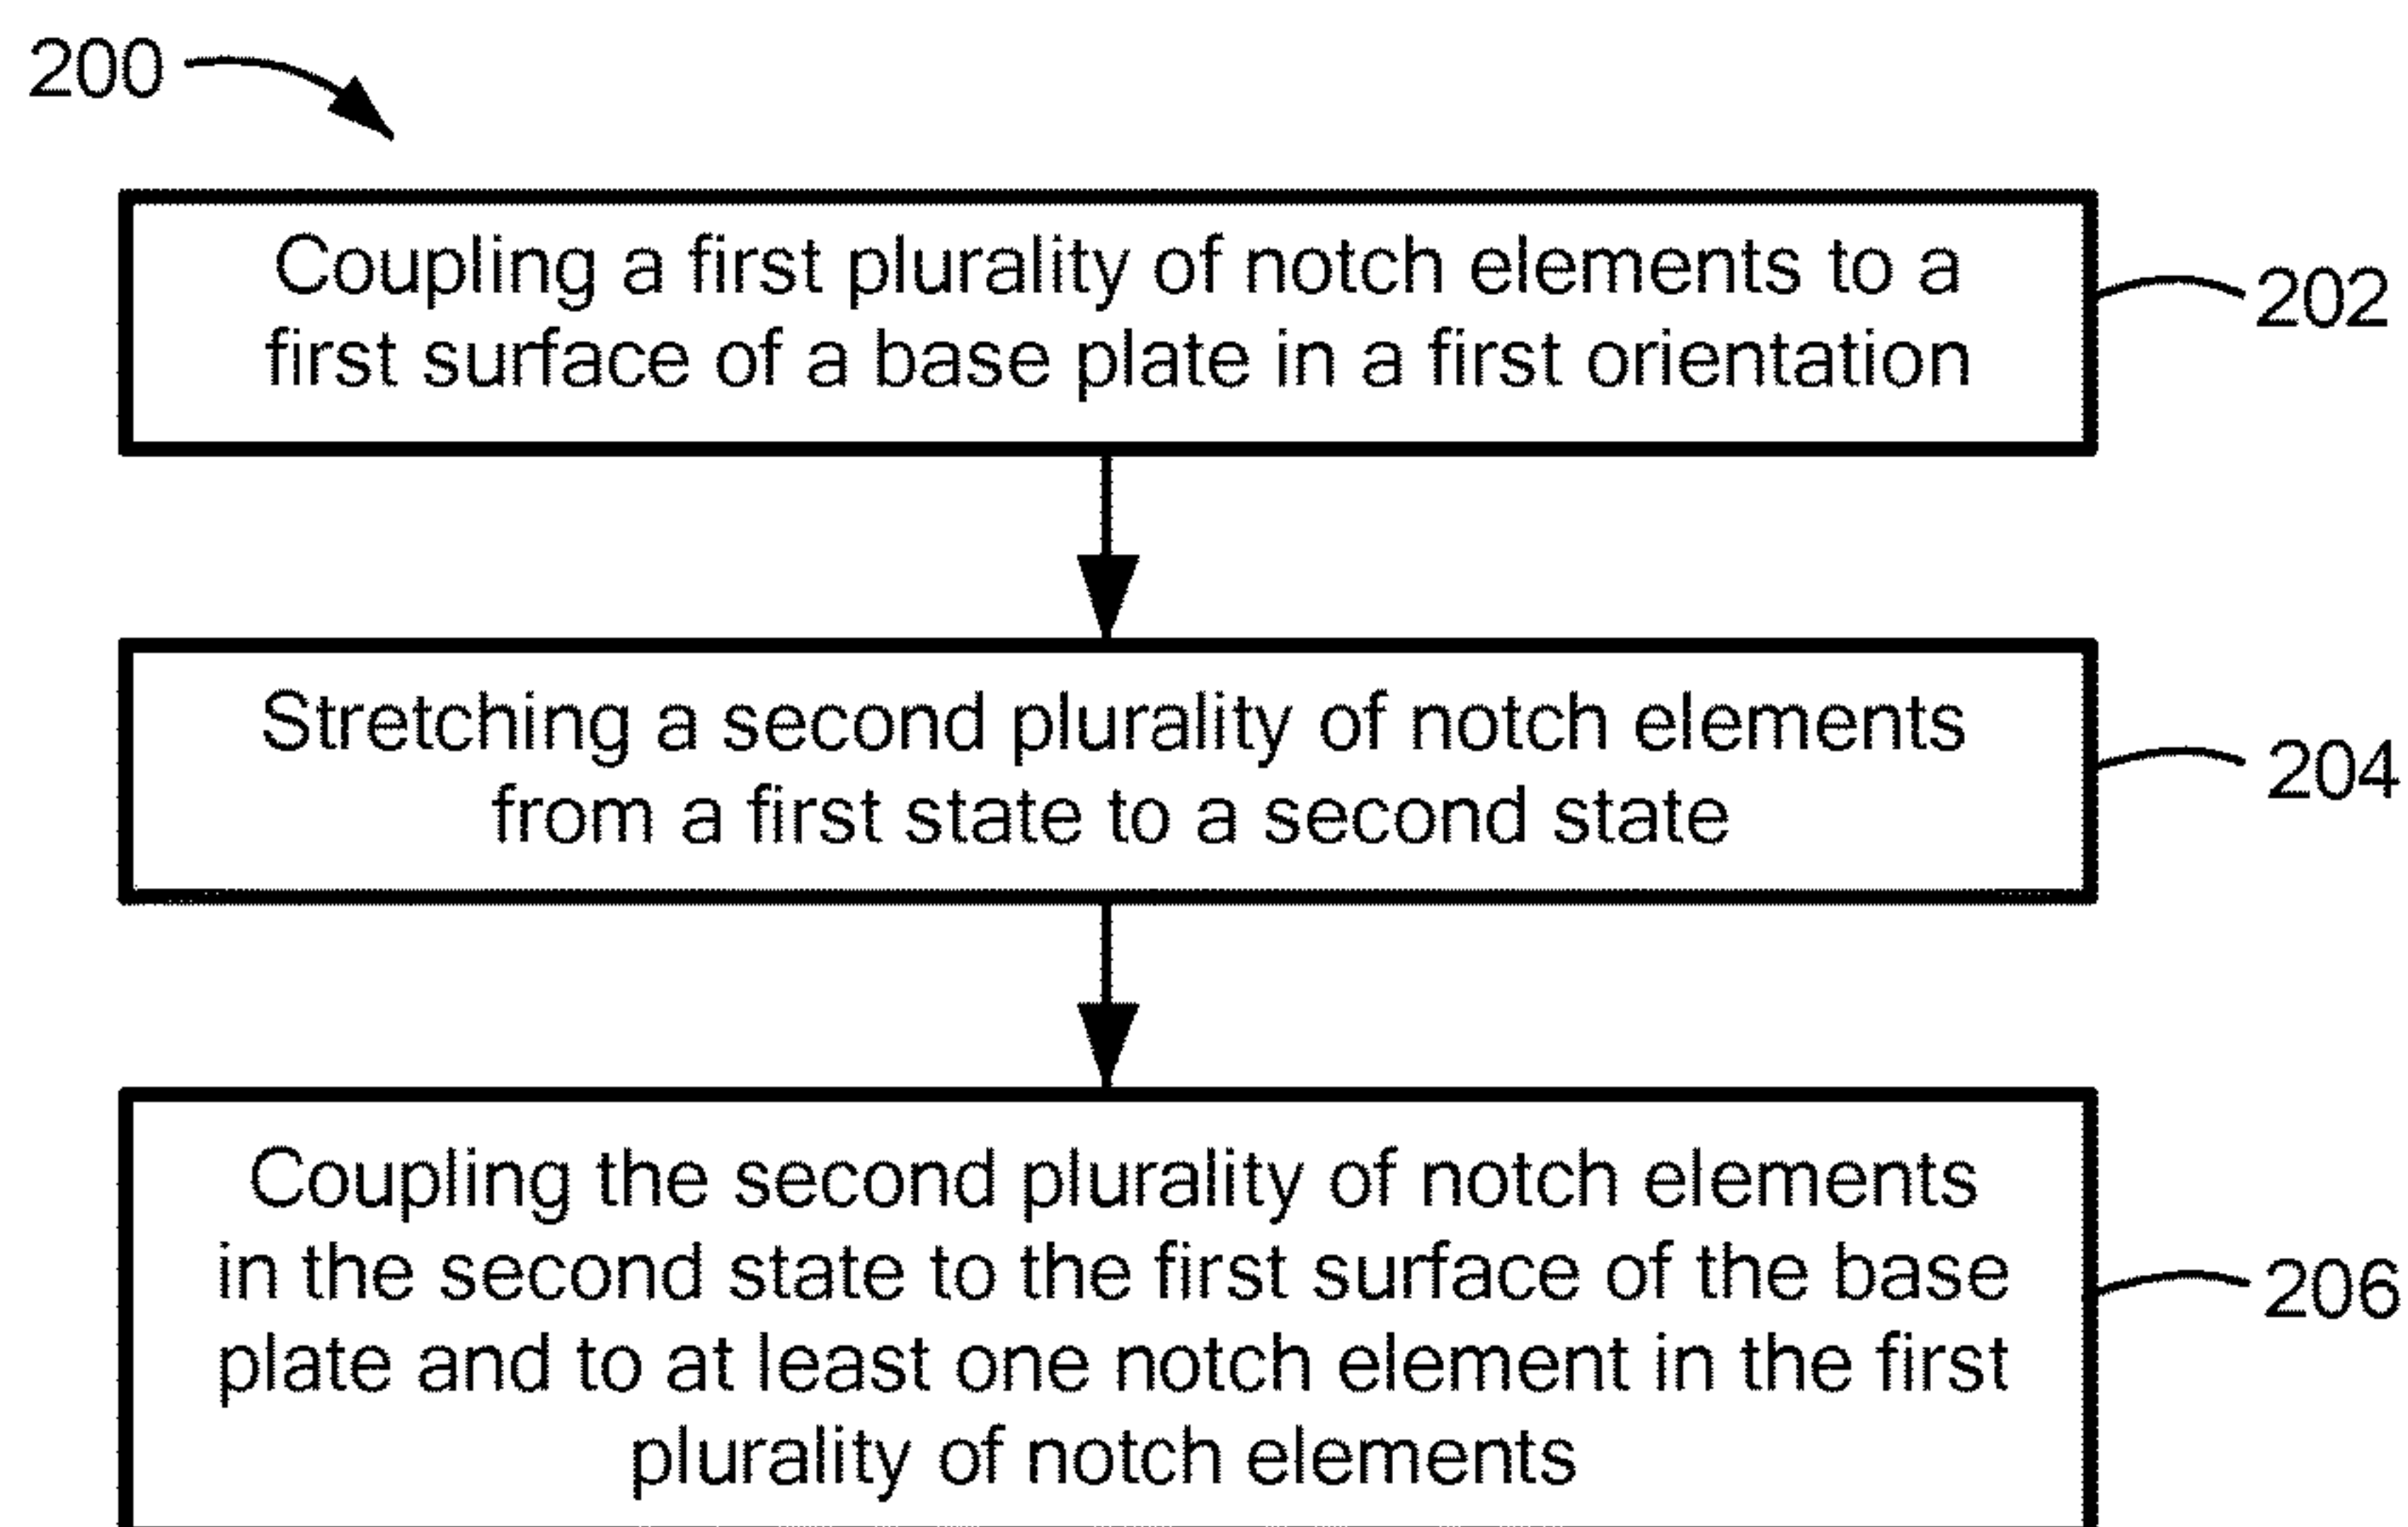 200
Coupling a first plurality of notch elements to a
first surface of a base plate in a first orientation
202
Stretching a second plurality of notch elements
from a first state to a second state
204
Coupling the second plurality of notch elements
in the second state to the first surface of the base
plate and to at least one notch element in the first
plurality of notch elements
206